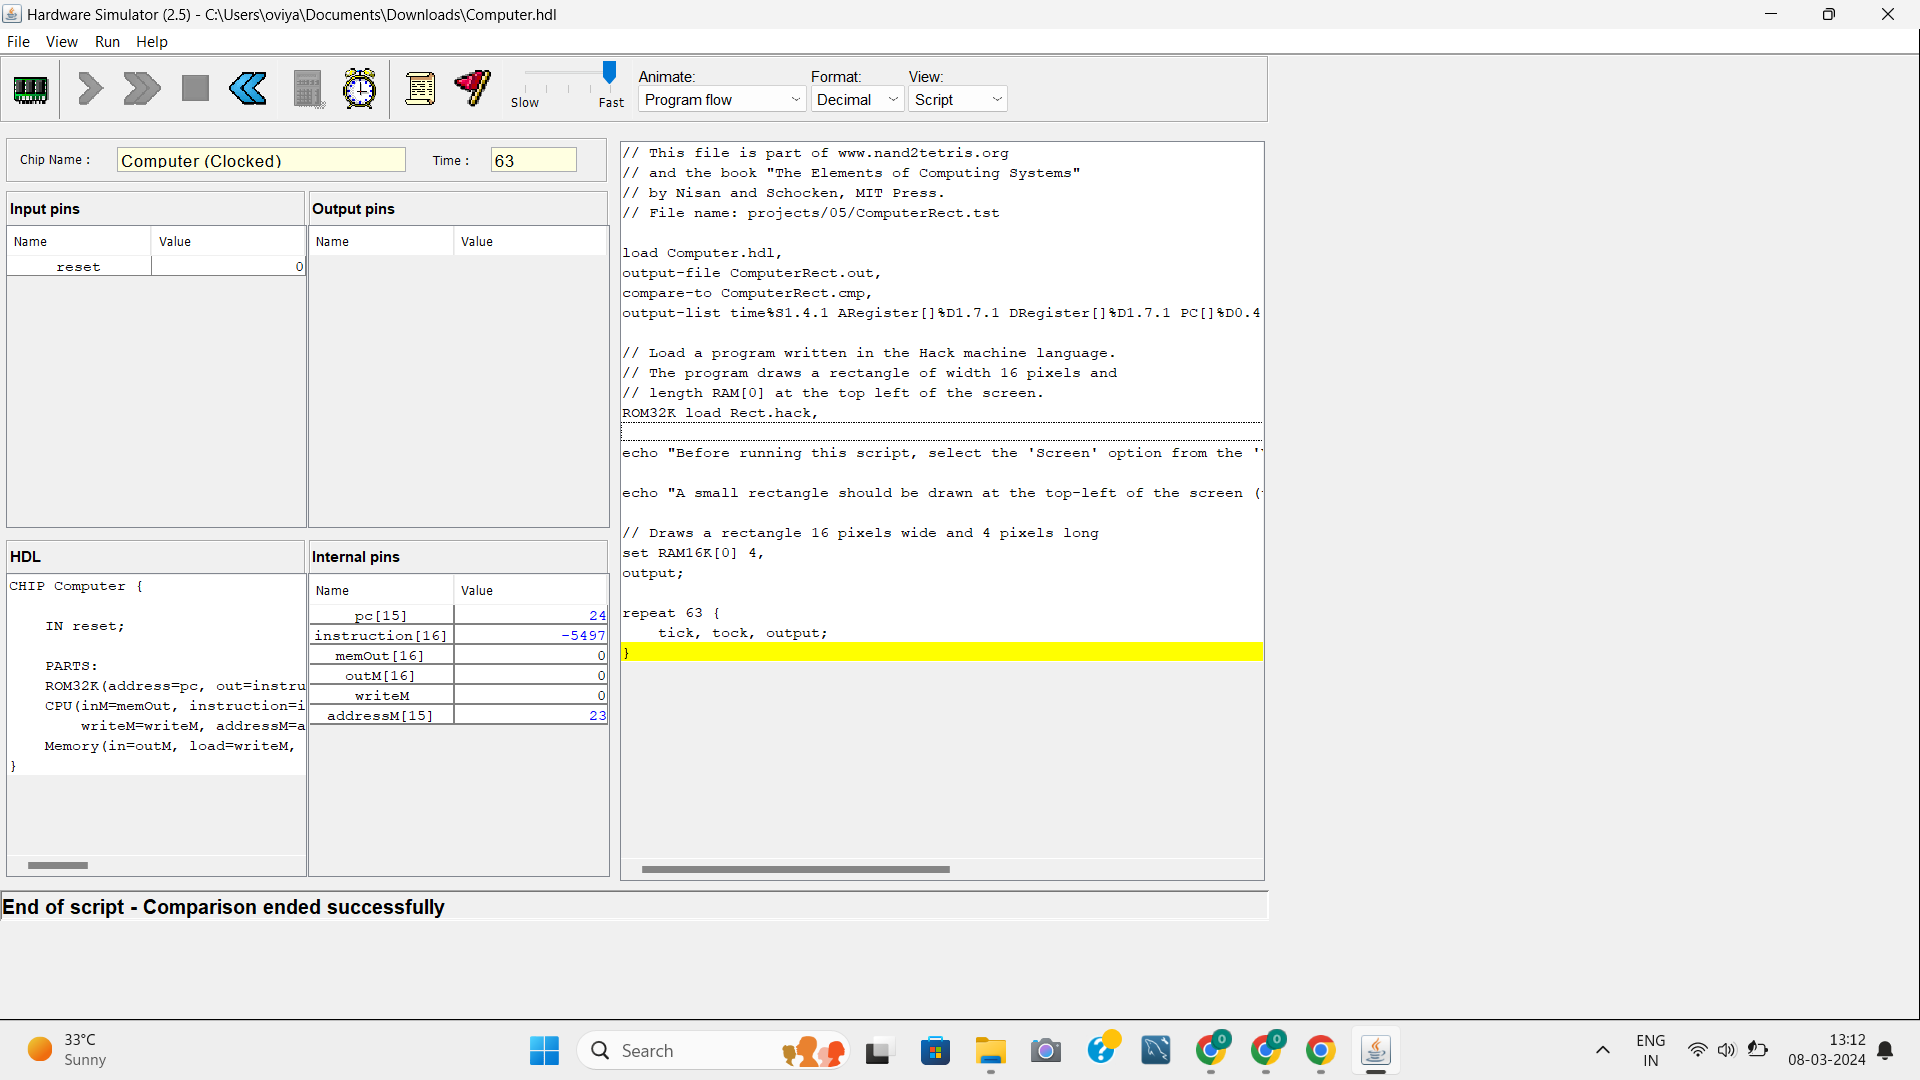 Hardware Simulator (2.5) - C:\Users\oviya\Documents\Downloads\Computer.hdl
File View Run Help
Slow Fast
Animate: Format: View:
Program flow Decimal Script
Chip Name : Computer (Clocked) Time : 63
Input pins
Name Value
reset 0
Output pins
Name Value
HDL
CHIP Computer {
IN reset;
PARTS:
ROM32K(address=pc, out=instru
CPU(inM=memOut, instruction=i
writeM=writeM, addressM=a
Memory(in=outM, load=writeM,
}
Internal pins
Name Value
pc[15] 24
instruction[16] -5497
memOut[16] 0
outM[16] 0
writeM 0
addressM[15] 23
// This file is part of www.nand2tetris.org
// and the book "The Elements of Computing Systems"
// by Nisan and Schocken, MIT Press.
// File name: projects/05/ComputerRect.tst
load Computer.hdl,
output-file ComputerRect.out,
compare-to ComputerRect.cmp,
output-list time%S1.4.1 ARegister[]%D1.7.1 DRegister[]%D1.7.1 PC[]%D0.4
// Load a program written in the Hack machine language.
// The program draws a rectangle of width 16 pixels and
// length RAM[0] at the top left of the screen.
ROM32K load Rect.hack,
echo "Before running this script, select the 'Screen' option from the '
echo "A small rectangle should be drawn at the top-left of the screen (
// Draws a rectangle 16 pixels wide and 4 pixels long
set RAM16K[0] 4,
output;
repeat 63 {
tick, tock, output;
}
End of script - Comparison ended successfully
33°C
Sunny
Search
ENG
IN
13:12
08-03-2024